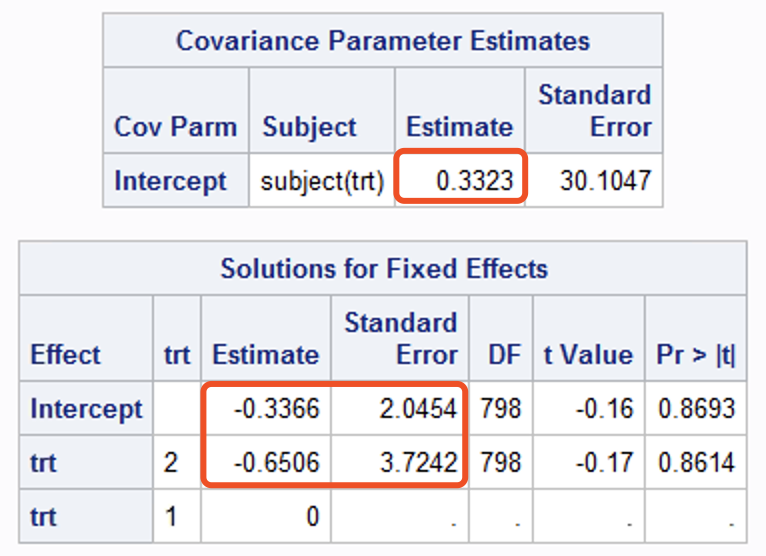 Covariance Parameter Estimates
Cov Parm Subject Estimate Standard Error
Intercept subject(trt) 0.3323 30.1047
Solutions for Fixed Effects
Effect trt Estimate Standard Error DF t Value Pr > |t|
Intercept -0.3366 2.0454 798 -0.16 0.8693
trt 2 -0.6506 3.7242 798 -0.17 0.8614
trt 1 0 . . . .